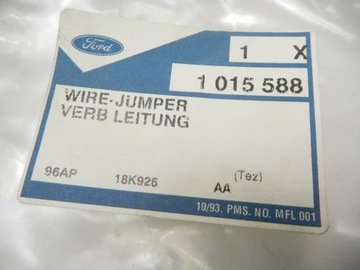 Ford
1 X
1 015 588
WIRE-JUMPER
VERB LEITUNG
96AP 18K926 AA (Tez)
10/93. PMS. NO. MFL 001